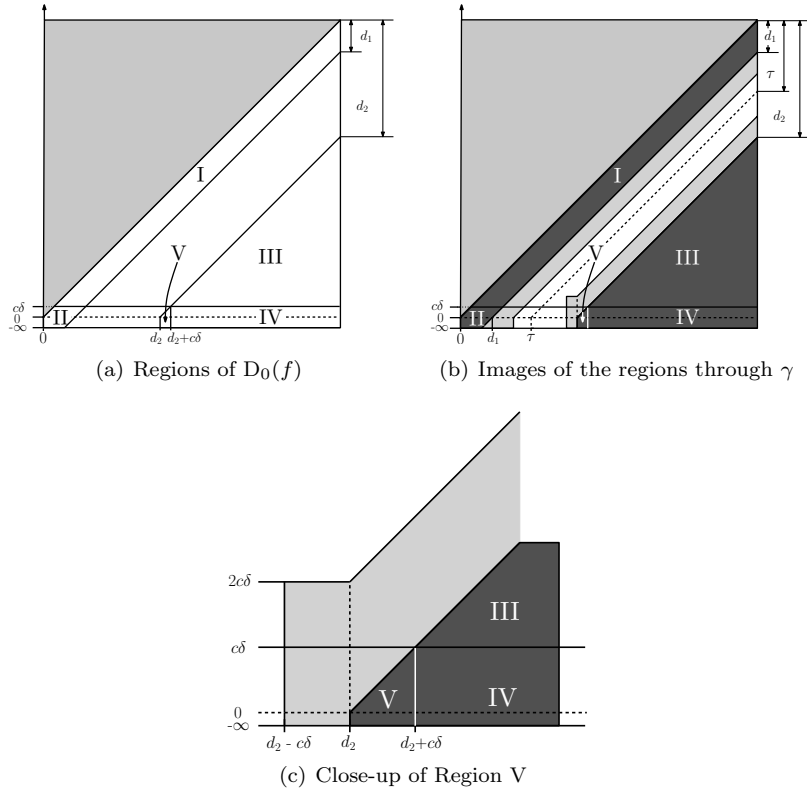 d₁
d₂
I
V
III
II
IV
cδ
0
-∞
0
d₂
d₂+cδ
(a) Regions of D₀(f)
d₁
τ
d₂
I
V
III
II
IV
cδ
0
-∞
0
d₁
τ
(b) Images of the regions through γ
2cδ
III
cδ
V
IV
0
-∞
d₂ - cδ
d₂
d₂+cδ
(c) Close-up of Region V